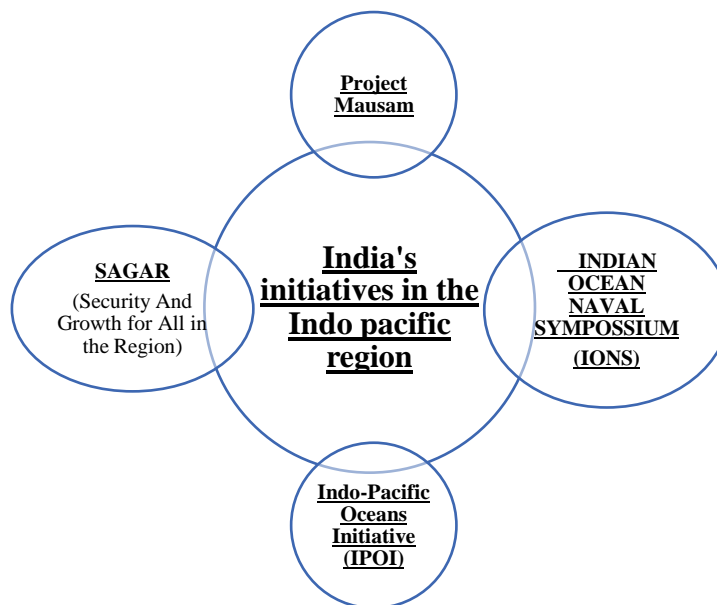 Project
Mausam
SAGAR
(Security And
Growth for All in
the Region)
India's
initiatives in the
Indo pacific
region
INDIAN
OCEAN
NAVAL
SYMPOSSIUM
(IONS)
Indo-Pacific
Oceans
Initiative
(IPOI)